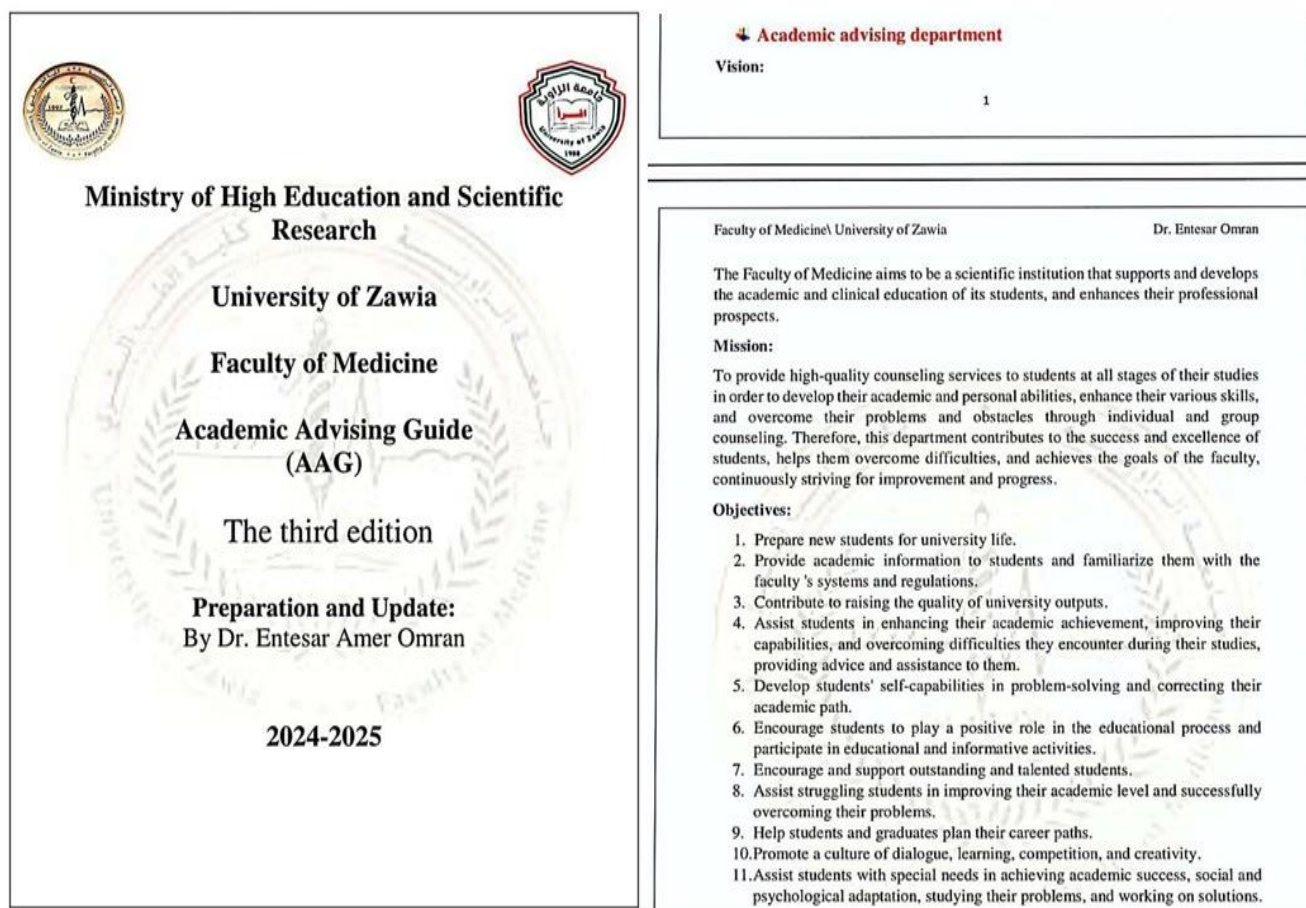 جامعة الزاوية
اقرأ
University of Zawia
1988
Ministry of High Education and Scientific
Research
University of Zawia
Faculty of Medicine
Academic Advising Guide
(AAG)
The third edition
Preparation and Update:
By Dr. Entesar Amer Omran
2024-2025
University of Zawia
Faculty of Medicine
Academic advising department
Vision:
1
Faculty of Medicine\ University of Zawia Dr. Entesar Omran
The Faculty of Medicine aims to be a scientific institution that supports and develops
the academic and clinical education of its students, and enhances their professional
prospects.
Mission:
To provide high-quality counseling services to students at all stages of their studies
in order to develop their academic and personal abilities, enhance their various skills,
and overcome their problems and obstacles through individual and group
counseling. Therefore, this department contributes to the success and excellence of
students, helps them overcome difficulties, and achieves the goals of the faculty,
continuously striving for improvement and progress.
Objectives:
1. Prepare new students for university life.
2. Provide academic information to students and familiarize them with the
faculty 's systems and regulations.
3. Contribute to raising the quality of university outputs.
4. Assist students in enhancing their academic achievement, improving their
capabilities, and overcoming difficulties they encounter during their studies,
providing advice and assistance to them.
5. Develop students' self-capabilities in problem-solving and correcting their
academic path.
6. Encourage students to play a positive role in the educational process and
participate in educational and informative activities.
7. Encourage and support outstanding and talented students.
8. Assist struggling students in improving their academic level and successfully
overcoming their problems.
9. Help students and graduates plan their career paths.
10.Promote a culture of dialogue, learning, competition, and creativity.
11.Assist students with special needs in achieving academic success, social and
psychological adaptation, studying their problems, and working on solutions.